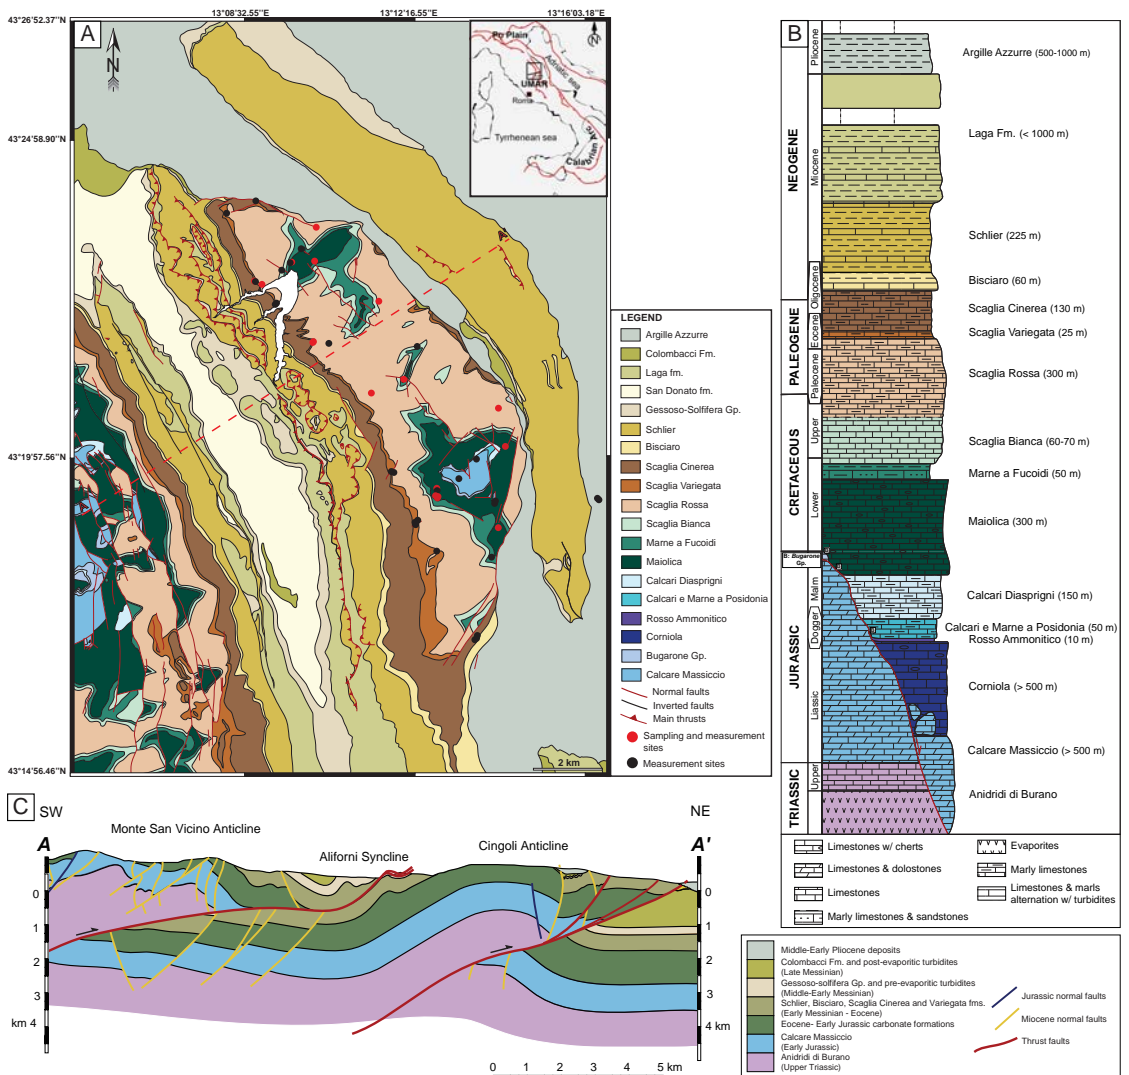 43°26'52.37"N
13°08'32.55"E
13°12'16.55"E
16°03.18"E
A
N
43°24'58.90"N
43°19'57.56"N
43°14'56.46"N
Po Plain
N
Adriatic sea
UMAR
Roma
Tyrrhenean sea
Calabrian Arc
A'
2 km
LEGEND
Argille Azzurre
Colombacci Fm.
Laga fm.
San Donato fm.
Gessoso-Solfifera Gp.
Schlier
Bisciaro
Scaglia Cinerea
Scaglia Variegata
Scaglia Rossa
Scaglia Bianca
Marne a Fucoidi
Maiolica
Calcari Diasprigni
Calcari e Marne a Posidonia
Rosso Ammonitico
Corniola
Bugarone Gp.
Calcare Massiccio
Normal faults
Inverted faults
Main thrusts
Sampling and measurement
sites
Measurement sites
B
NEOGENE
PALEOGENE
CRETACEOUS
JURASSIC
TRIASSIC
Pliocene
Miocene
Oligocene
Eocene
Paleocene
Upper
Lower
B: Bugarone
Gp.
Malm
Dogger
Liassic
Upper
Argille Azzurre (500-1000 m)
Laga Fm. (< 1000 m)
Schlier (225 m)
Bisciaro (60 m)
Scaglia Cinerea (130 m)
Scaglia Variegata (25 m)
Scaglia Rossa (300 m)
Scaglia Bianca (60-70 m)
Marne a Fucoidi (50 m)
Maiolica (300 m)
Calcari Diasprigni (150 m)
Calcari e Marne a Posidonia (50 m)
Rosso Ammonitico (10 m)
Corniola (> 500 m)
Calcare Massiccio (> 500 m)
Anidridi di Burano
Limestones w/ cherts
Limestones & dolostones
Limestones
Marly limestones & sandstones
Evaporites
Marly limestones
Limestones & marls
alternation w/ turbidites
C
SW
NE
A
A'
Monte San Vicino Anticline
Aliforni Syncline
Cingoli Anticline
0
1
2
3
km 4
0
1
2
3
4 km
0 1 2 3 4 5 km
Middle-Early Pliocene deposits
Colombacci Fm. and post-evaporitic turbidites
(Late Messinian)
Gessoso-solfifera Gp. and pre-evaporitic turbidites
(Middle-Early Messinian)
Schlier, Bisciaro, Scaglia Cinerea and Variegata fms.
(Early Messinian - Eocene)
Eocene- Early Jurassic carbonate formations
Calcare Massiccio
(Early Jurassic)
Anidridi di Burano
(Upper Triassic)
Jurassic normal faults
Miocene normal faults
Thrust faults